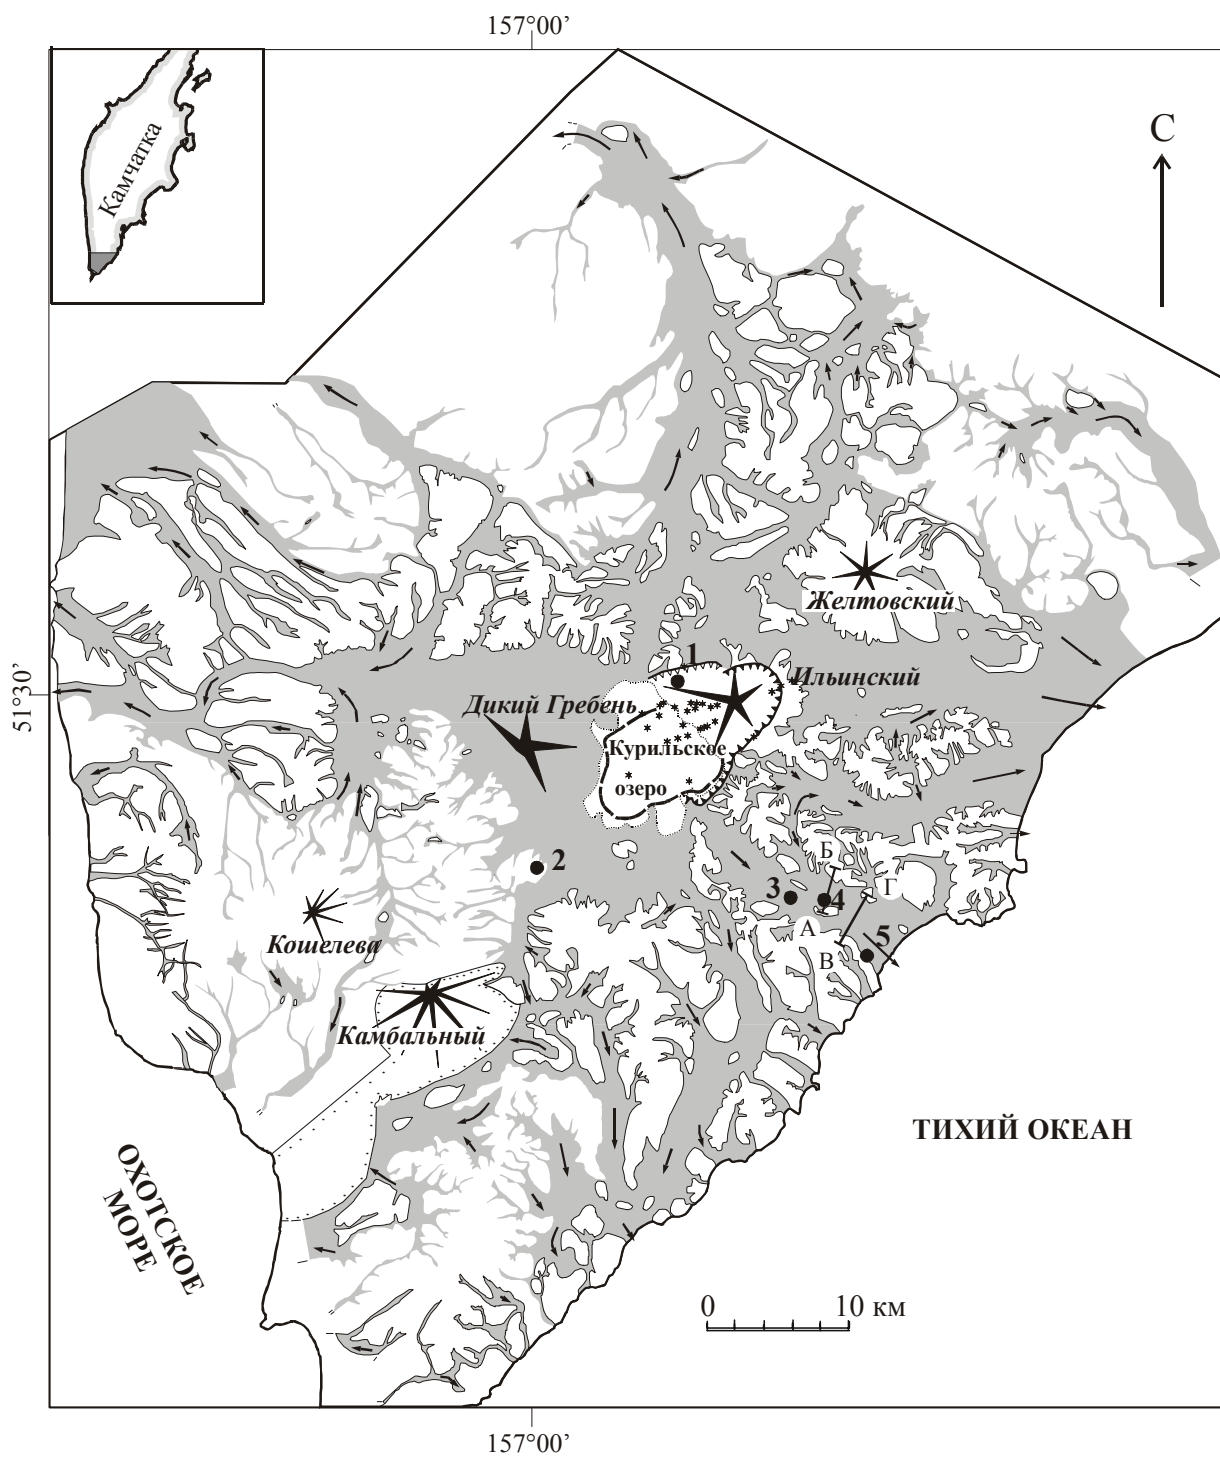 157°00’
Камчатка
С
Желтовский
1
51°30’
Ильинский
Дикий Гребень
Курильское
озеро
2
Б
3
4
Г
А
В
5
Кошелева
Камбальный
ТИХИЙ ОКЕАН
ОХОТСКОЕ
МОРЕ
0
10 км
157°00’